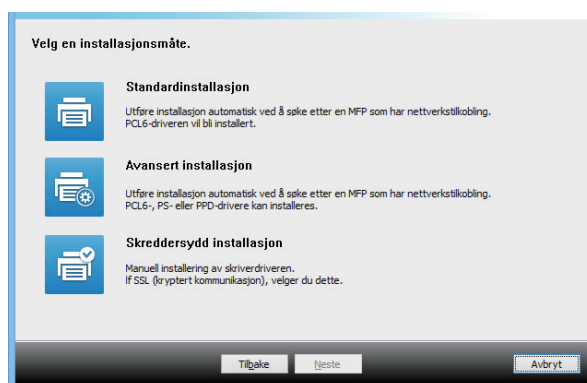 Velg en installasjonsmåte.
Standardinstallasjon
Utføre installasjon automatisk ved å søke etter en MFP som har nettverkstilkobling.
PCL6-driveren vil bli installert.
Avansert installasjon
Utføre installasjon automatisk ved å søke etter en MFP som har nettverkstilkobling.
PCL6-, PS- eller PPD-drivere kan installeres.
Skreddersydd installasjon
Manuell installering av skriverdriveren.
If SSL (kryptert kommunikasjon), velger du dette.
Tilbake Neste Avbryt